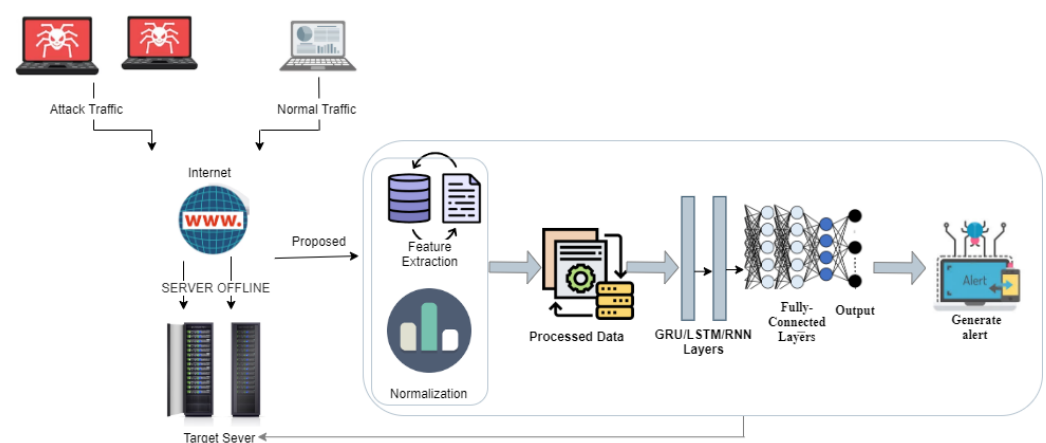 Attack Traffic
Normal Traffic
Internet
WWW.
Proposed
SERVER OFFLINE
Target Sever
Feature
Extraction
Normalization
Processed Data
GRU/LSTM/RNN
Layers
Fully-
Connected
Layers
Output
Alert
Generate
alert